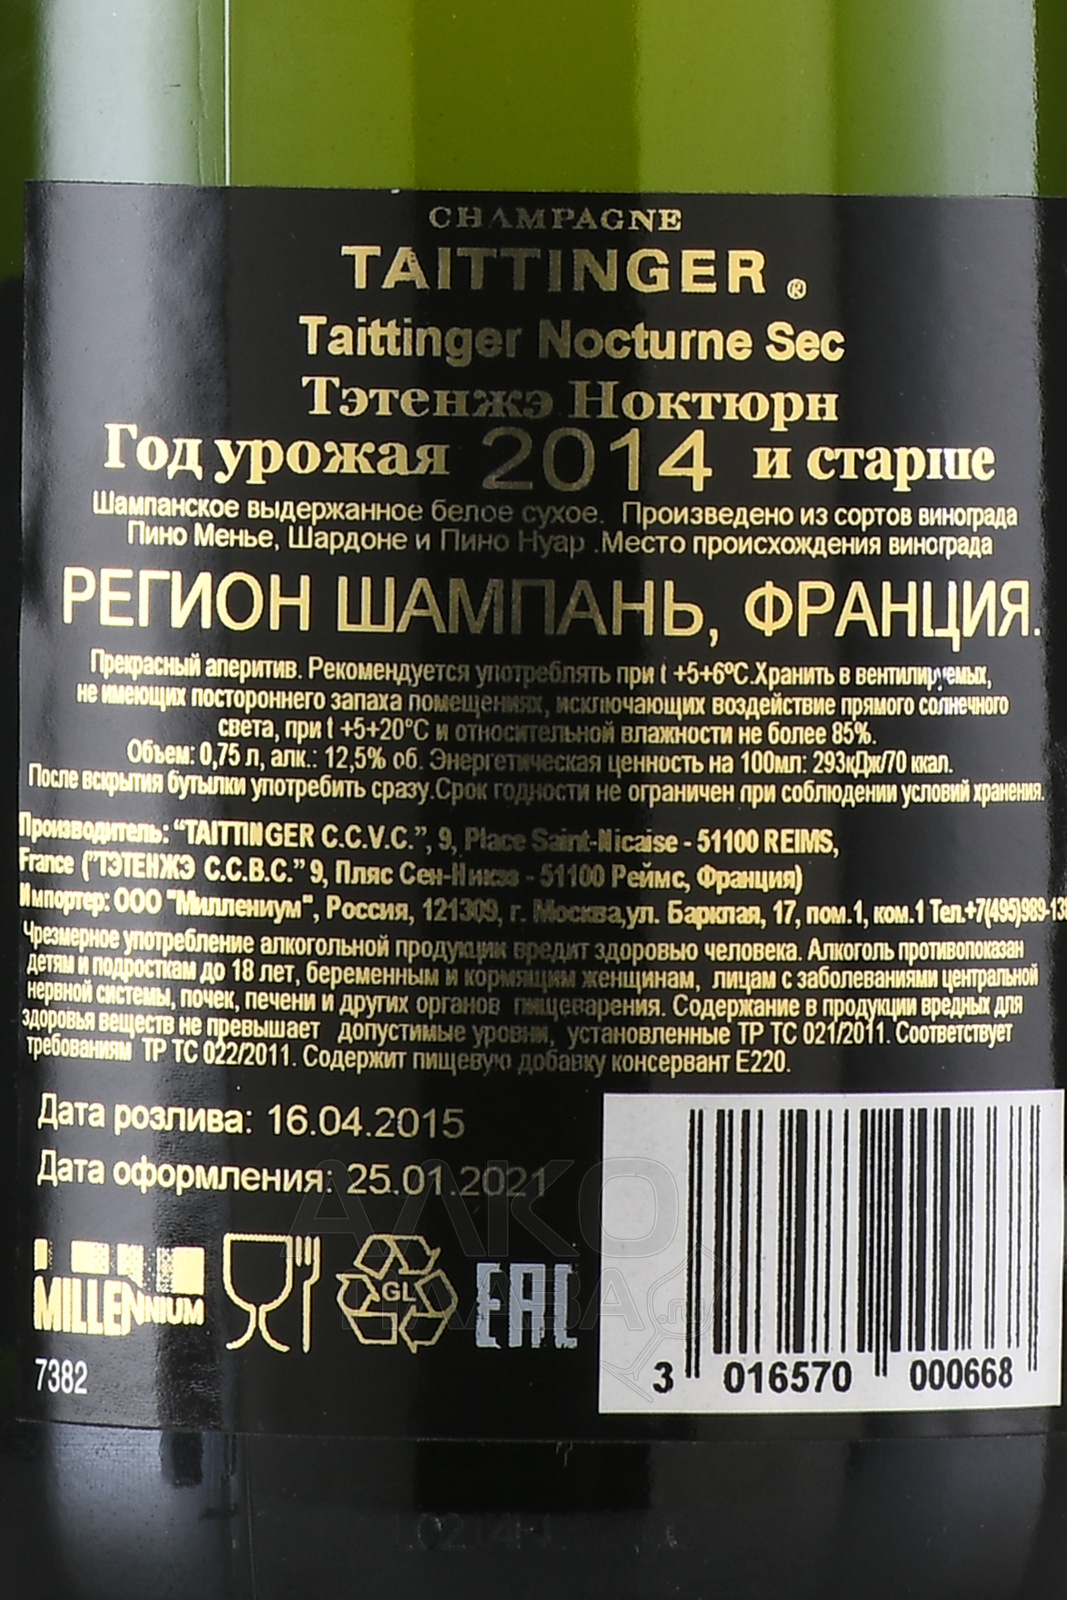 CHAMPAGNE
TAITTINGER ®
Taittinger Nocturne Sec
Тэтенжэ Ноктюрн
Год урожая 2014 и старше
Шампанское выдержанное белое сухое. Произведено из сортов винограда
Пино Менье, Шардоне и Пино Нуар .Место происхождения винограда
РЕГИОН ШАМПАНЬ, ФРАНЦИЯ.
Прекрасный аперитив. Рекомендуется употреблять при t +5+6°С.Хранить в вентилируемых,
не имеющих постороннего запаха помещениях, исключающих воздействие прямого солнечного
света, при t +5+20°С и относительной влажности не более 85%.
Объем: 0,75 л, алк.: 12,5% об. Энергетическая ценность на 100мл: 293кДж/70 ккал.
После вскрытия бутылки употребить сразу.Срок годности не ограничен при соблюдении условий хранения.
Производитель: “TAITTINGER C.C.V.C.”, 9, Place Saint-Nicaise - 51100 REIMS,
France (”ТЭТЕНЖЭ С.С.В.С.” 9, Пляс Сен-Никэз - 51100 Реймс, Франция)
Импортер: ООО "Миллениум", Россия, 121309, г. Москва,ул. Барклая, 17, пом.1, ком.1 Тел.+7(495)989-13
Чрезмерное употребление алкогольной продукции вредит здоровью человека. Алкоголь противопоказан
детям и подросткам до 18 лет, беременным и кормящим женщинам, лицам с заболеваниями центральной
нервной системы, почек, печени и других органов пищеварения. Содержание в продукции вредных для
здоровья веществ не превышает допустимые уровни, установленные ТР ТС 021/2011. Соответствует
требованиям ТР ТС 022/2011. Содержит пищевую добавку консервант Е220.
Дата розлива: 16.04.2015
Дата оформления: 25.01.2021
MILLENNIUM
GL
EAC
7382
3 016570 000668
АЛКО
ПЛАВА.ru